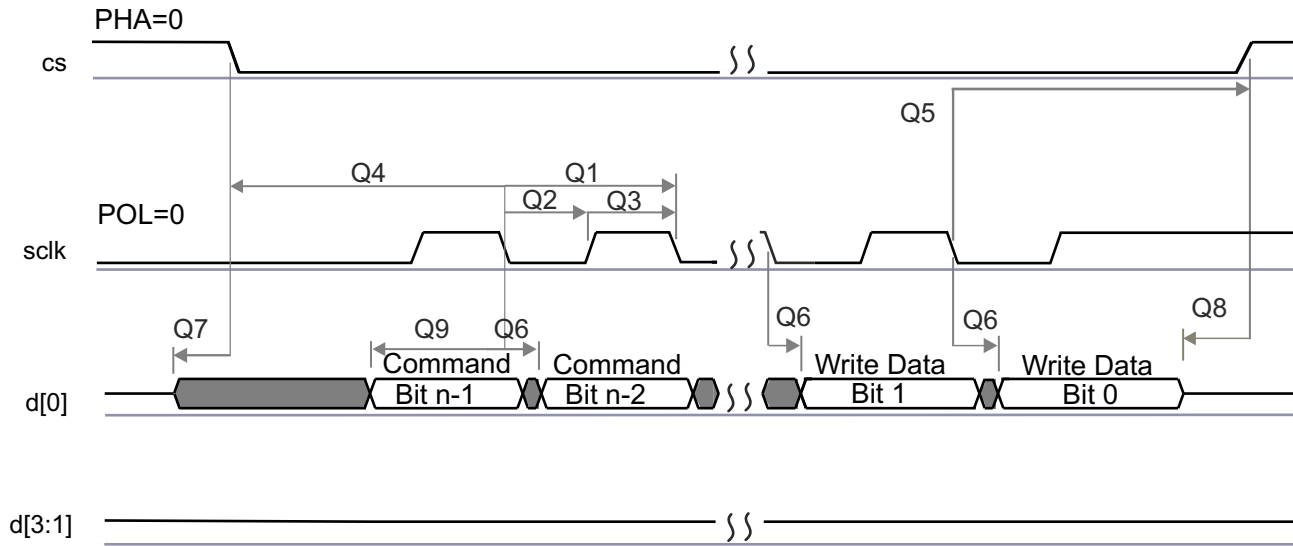 PHA=0
cs
Q5
Q4 Q1
Q2 Q3
POL=0
sclk
Q7 Q9 Q6 Q6 Q6 Q8
Command Command Write Data Write Data
d[0] Bit n-1 Bit n-2 Bit 1 Bit 0
d[3:1]